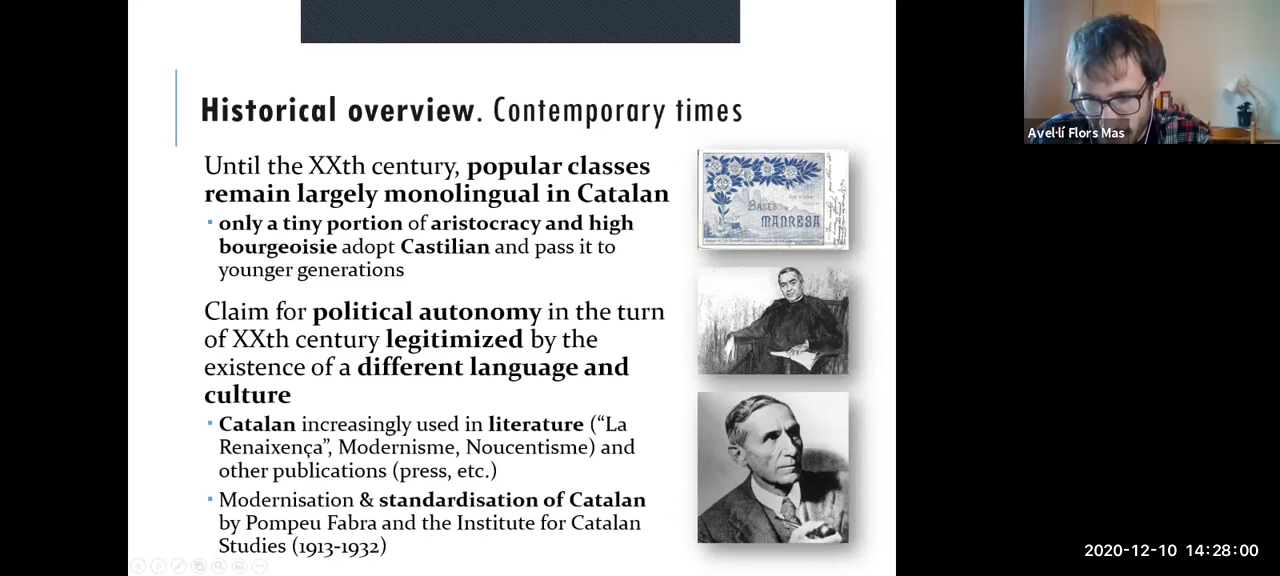 Historical overview. Contemporary times
Until the XXth century, popular classes
remain largely monolingual in Catalan
▪ only a tiny portion of aristocracy and high
bourgeoisie adopt Castilian and pass it to
younger generations
Claim for political autonomy in the turn
of XXth century legitimized by the
existence of a different language and
culture
▪ Catalan increasingly used in literature (“La
Renaixença”, Modernisme, Noucentisme) and
other publications (press, etc.)
▪ Modernisation & standardisation of Catalan
by Pompeu Fabra and the Institute for Catalan
Studies (1913-1932)
BASES
MANRESA
Avel·lí Flors Mas
2020-12-10 14:28:00